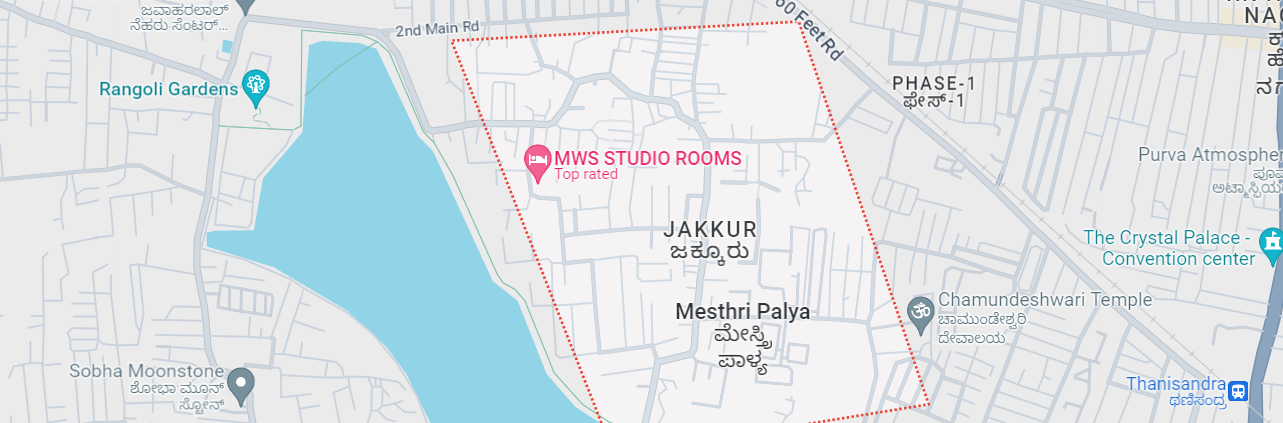 ಜವಾಹರಲಾಲ್
ನೆಹರು ಸೆಂಟರ್...
2nd Main Rd
60 Feet Rd
Rangoli Gardens
PHASE-1
ಫೇಸ್-1
MWS STUDIO ROOMS
Top rated
Purva Atmospher
ಅಟ್ಮಾಸ್ಫಿಯ
JAKKUR
ಜಕ್ಕೂರು
The Crystal Palace -
Convention center
Chamundeshwari Temple
ಚಾಮುಂಡೇಶ್ವರಿ
ದೇವಾಲಯ
Mesthri Palya
ಮೇಸ್ತ್ರಿ
ಪಾಳ್ಯ
Sobha Moonstone
ಶೋಭಾ ಮೂನ್
ಸ್ಟೋನ್
Thanisandra
ಥಣಿಸಂದ್ರ